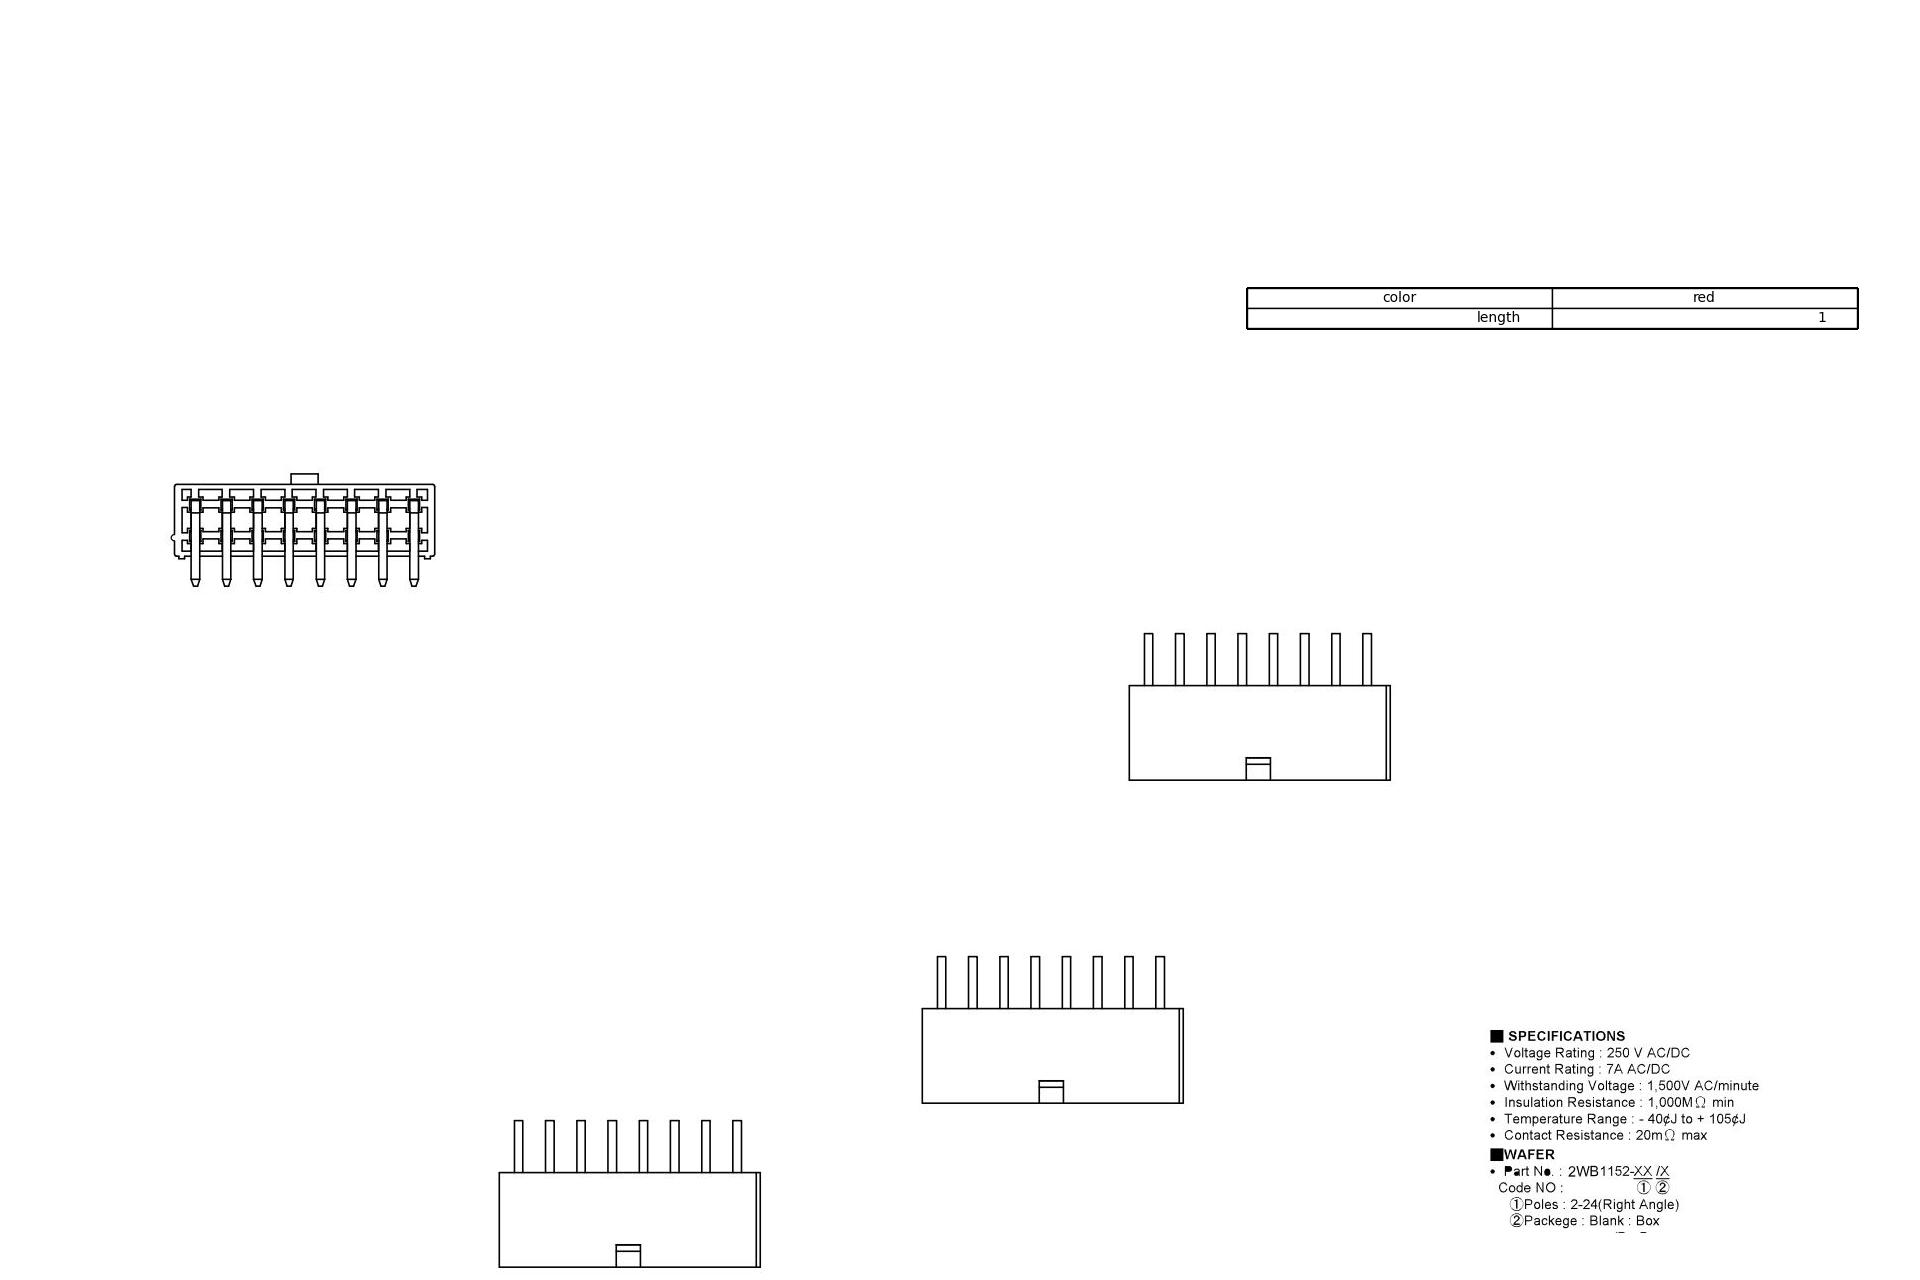 color red
length 1
■ SPECIFICATIONS
• Voltage Rating : 250 V AC/DC
• Current Rating : 7A AC/DC
• Withstanding Voltage : 1,500V AC/minute
• Insulation Resistance : 1,000MΩ min
• Temperature Range : - 40¢J to + 105¢J
• Contact Resistance : 20mΩ max
■WAFER
• Part No. : 2WB1152-XX /X
Code NO : ① ②
①Poles : 2-24(Right Angle)
②Packege : Blank : Box